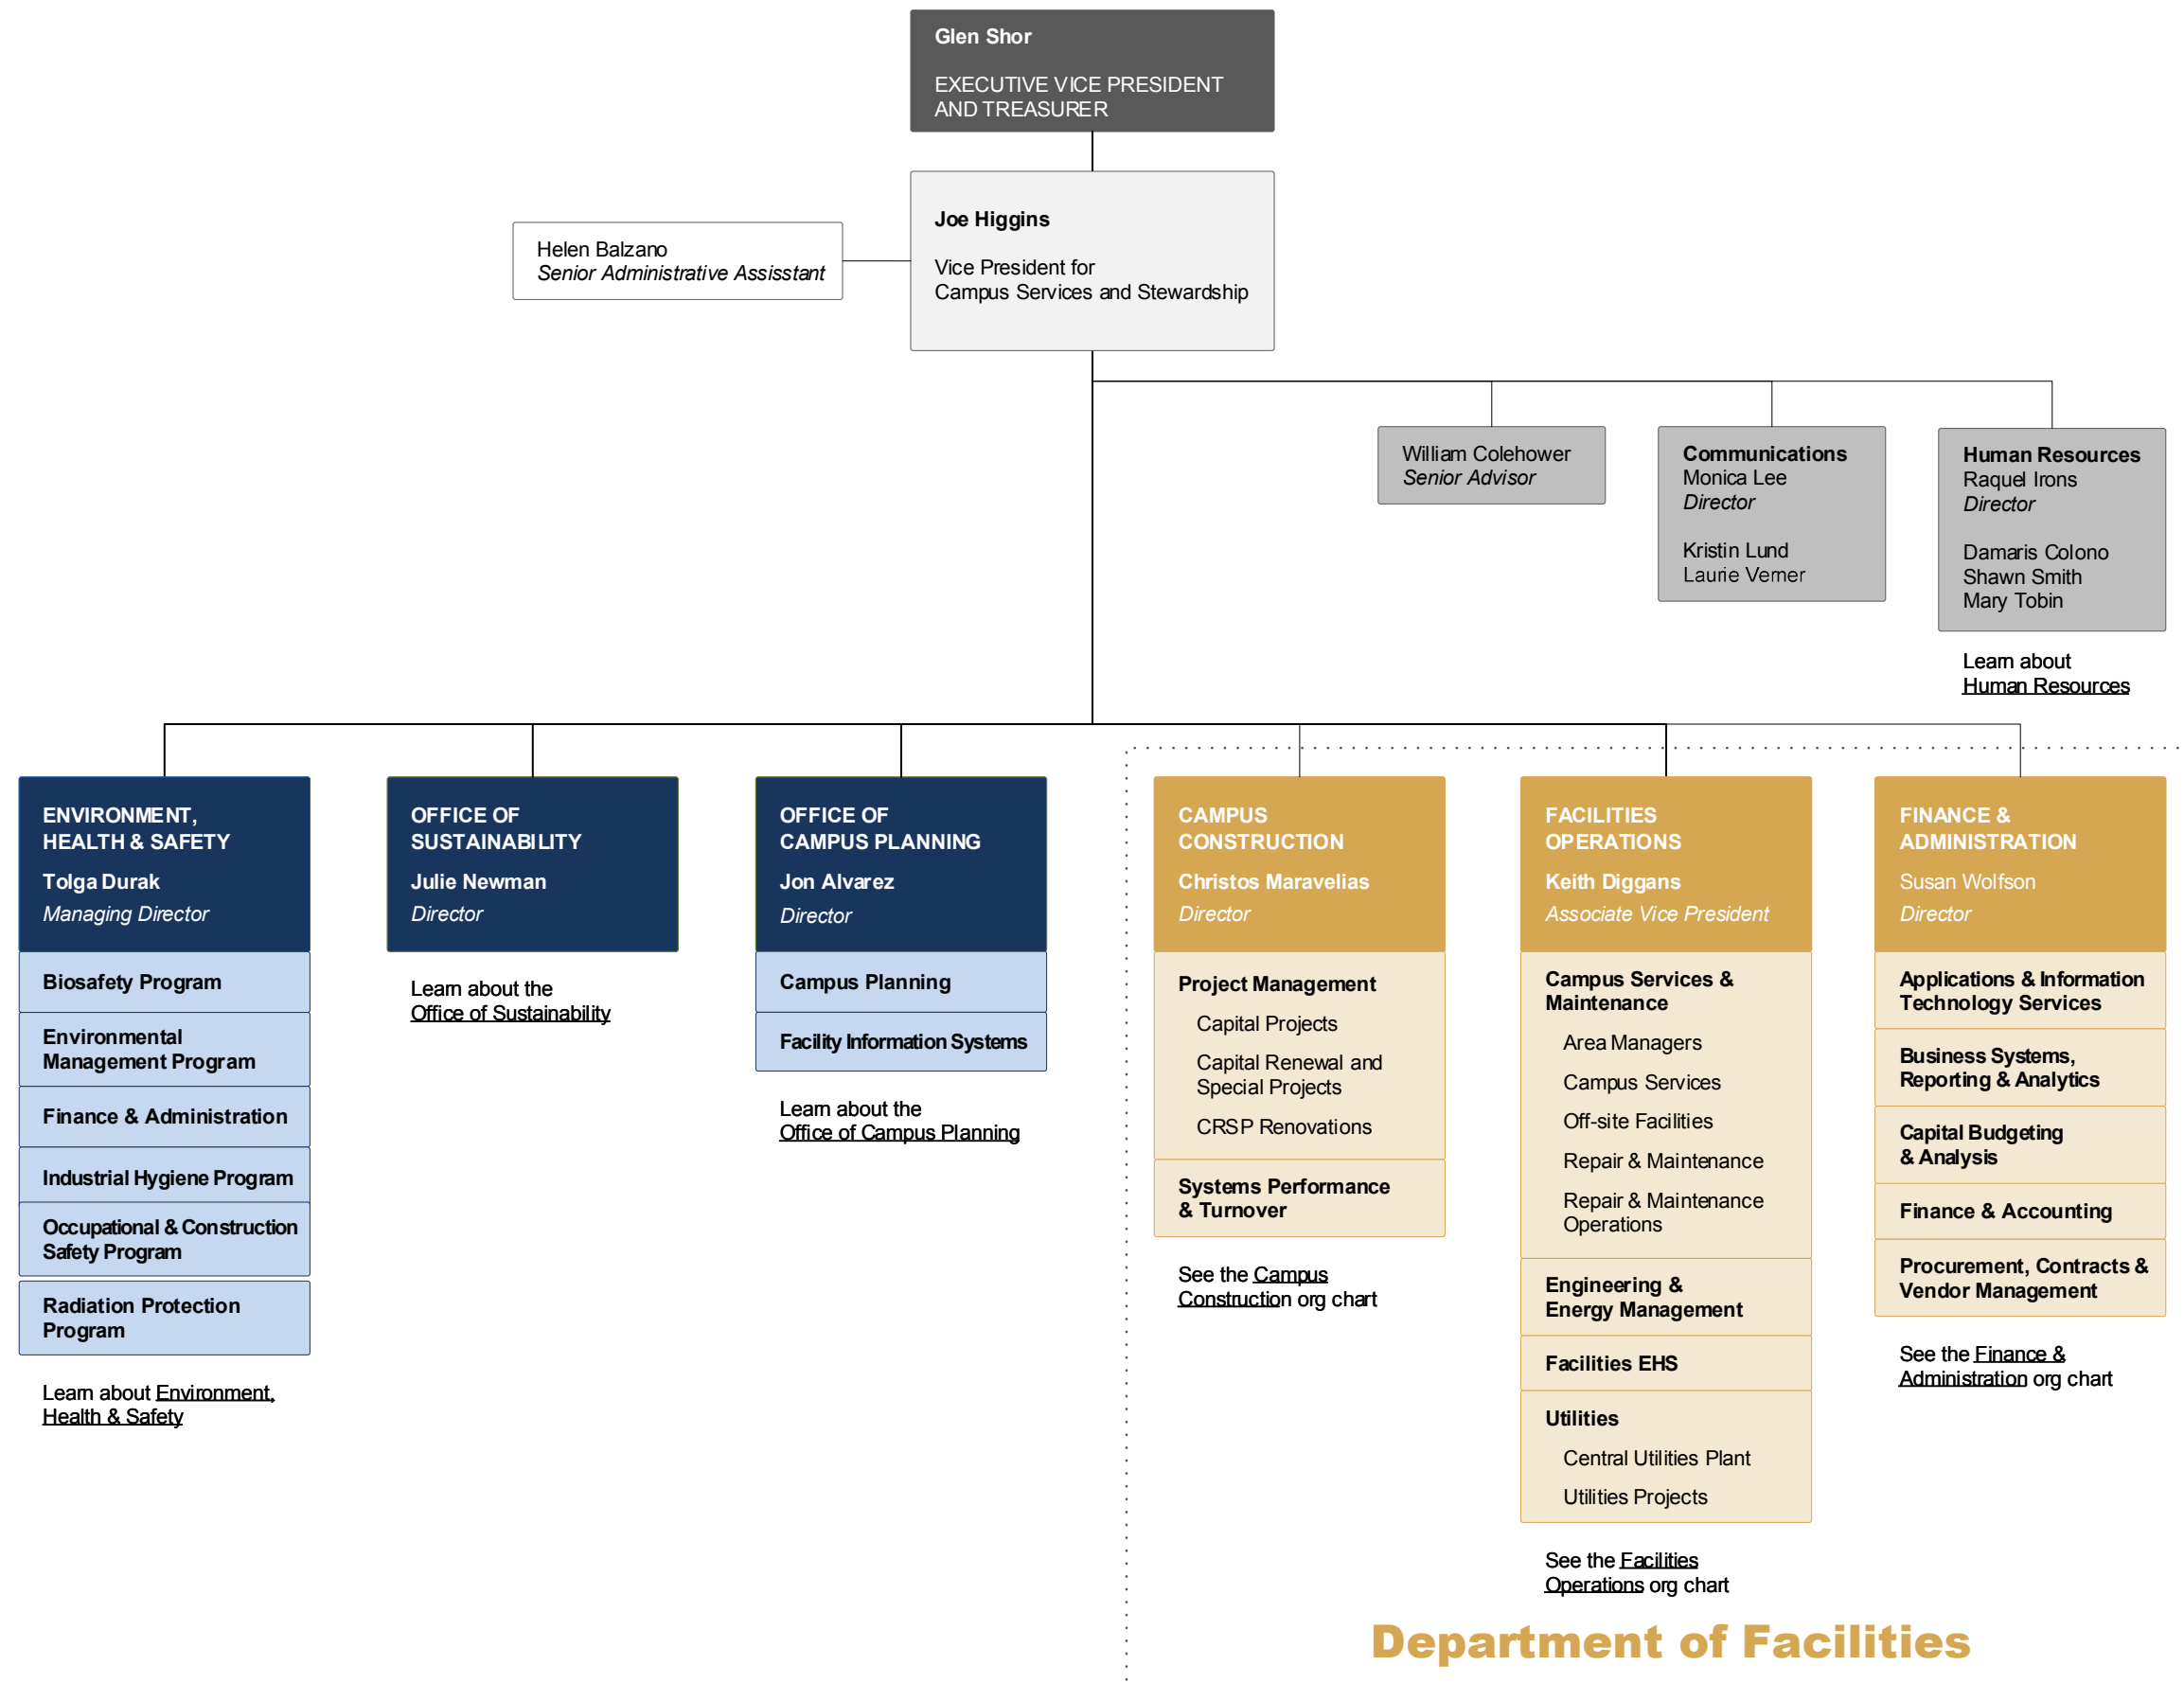 Glen Shor
EXECUTIVE VICE PRESIDENT
AND TREASURER
Joe Higgins
Vice President for
Campus Services and Stewardship
Helen Balzano
Senior Administrative Assisstant
William Colehower
Senior Advisor
Communications
Monica Lee
Director
Kristin Lund
Laurie Verner
Human Resources
Raquel Irons
Director
Damaris Colono
Shawn Smith
Mary Tobin
Learn about
Human Resources
ENVIRONMENT,
HEALTH & SAFETY
Tolga Durak
Managing Director
Biosafety Program
Environmental
Management Program
Finance & Administration
Industrial Hygiene Program
Occupational & Construction
Safety Program
Radiation Protection
Program
Learn about Environment,
Health & Safety
OFFICE OF
SUSTAINABILITY
Julie Newman
Director
Learn about the
Office of Sustainability
OFFICE OF
CAMPUS PLANNING
Jon Alvarez
Director
Campus Planning
Facility Information Systems
Learn about the
Office of Campus Planning
CAMPUS
CONSTRUCTION
Christos Maravelias
Director
Project Management
Capital Projects
Capital Renewal and
Special Projects
CRSP Renovations
Systems Performance
& Turnover
See the Campus
Construction org chart
FACILITIES
OPERATIONS
Keith Diggans
Associate Vice President
Campus Services &
Maintenance
Area Managers
Campus Services
Off-site Facilities
Repair & Maintenance
Repair & Maintenance
Operations
Engineering &
Energy Management
Facilities EHS
Utilities
Central Utilities Plant
Utilities Projects
See the Facilities
Operations org chart
FINANCE &
ADMINISTRATION
Susan Wolfson
Director
Applications & Information
Technology Services
Business Systems,
Reporting & Analytics
Capital Budgeting
& Analysis
Finance & Accounting
Procurement, Contracts &
Vendor Management
See the Finance &
Administration org chart
Department of Facilities